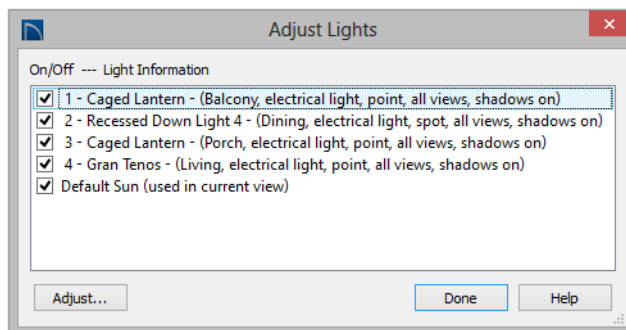 Adjust Lights
On/Off --- Light Information
1 - Caged Lantern - (Balcony, electrical light, point, all views, shadows on)
2 - Recessed Down Light 4 - (Dining, electrical light, spot, all views, shadows on)
3 - Caged Lantern - (Porch, electrical light, point, all views, shadows on)
4 - Gran Tenos - (Living, electrical light, point, all views, shadows on)
Default Sun (used in current view)
Adjust... Done Help